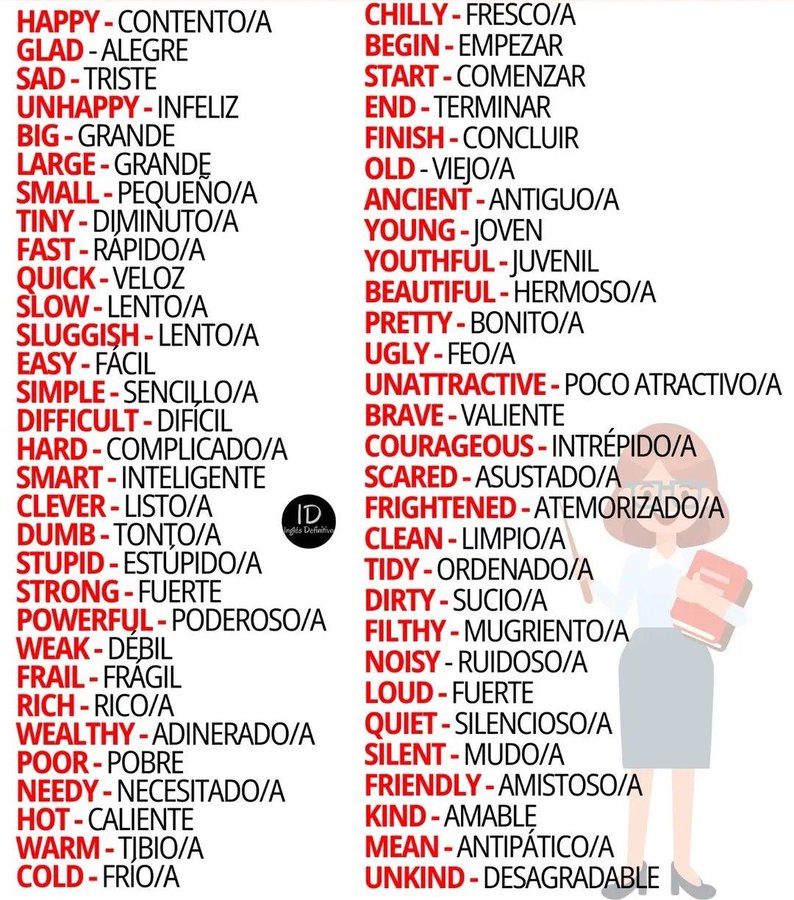 HAPPY - CONTENTO/A
GLAD - ALEGRE
SAD - TRISTE
UNHAPPY - INFELIZ
BIG - GRANDE
LARGE - GRANDE
SMALL - PEQUEÑO/A
TINY - DIMINUTO/A
FAST - RÁPIDO/A
QUICK - VELOZ
SLOW - LENTO/A
SLUGGISH - LENTO/A
EASY - FÁCIL
SIMPLE - SENCILLO/A
DIFFICULT - DIFÍCIL
HARD - COMPLICADO/A
SMART - INTELIGENTE
CLEVER - LISTO/A
DUMB - TONTO/A
STUPID - ESTÚPIDO/A
STRONG - FUERTE
POWERFUL - PODEROSO/A
WEAK - DÉBIL
FRAIL - FRÁGIL
RICH - RICO/A
WEALTHY - ADINERADO/A
POOR - POBRE
NEEDY - NECESITADO/A
HOT - CALIENTE
WARM - TIBIO/A
COLD - FRÍO/A
ID
Inglés Definitivo
CHILLY - FRESCO/A
BEGIN - EMPEZAR
START - COMENZAR
END - TERMINAR
FINISH - CONCLUIR
OLD - VIEJO/A
ANCIENT - ANTIGUO/A
YOUNG - JOVEN
YOUTHFUL - JUVENIL
BEAUTIFUL - HERMOSO/A
PRETTY - BONITO/A
UGLY - FEO/A
UNATTRACTIVE - POCO ATRACTIVO/A
BRAVE - VALIENTE
COURAGEOUS - INTRÉPIDO/A
SCARED - ASUSTADO/A
FRIGHTENED - ATEMORIZADO/A
CLEAN - LIMPIO/A
TIDY - ORDENADO/A
DIRTY - SUCIO/A
FILTHY - MUGRIENTO/A
NOISY - RUIDOSO/A
LOUD - FUERTE
QUIET - SILENCIOSO/A
SILENT - MUDO/A
FRIENDLY - AMISTOSO/A
KIND - AMABLE
MEAN - ANTIPÁTICO/A
UNKIND - DESAGRADABLE